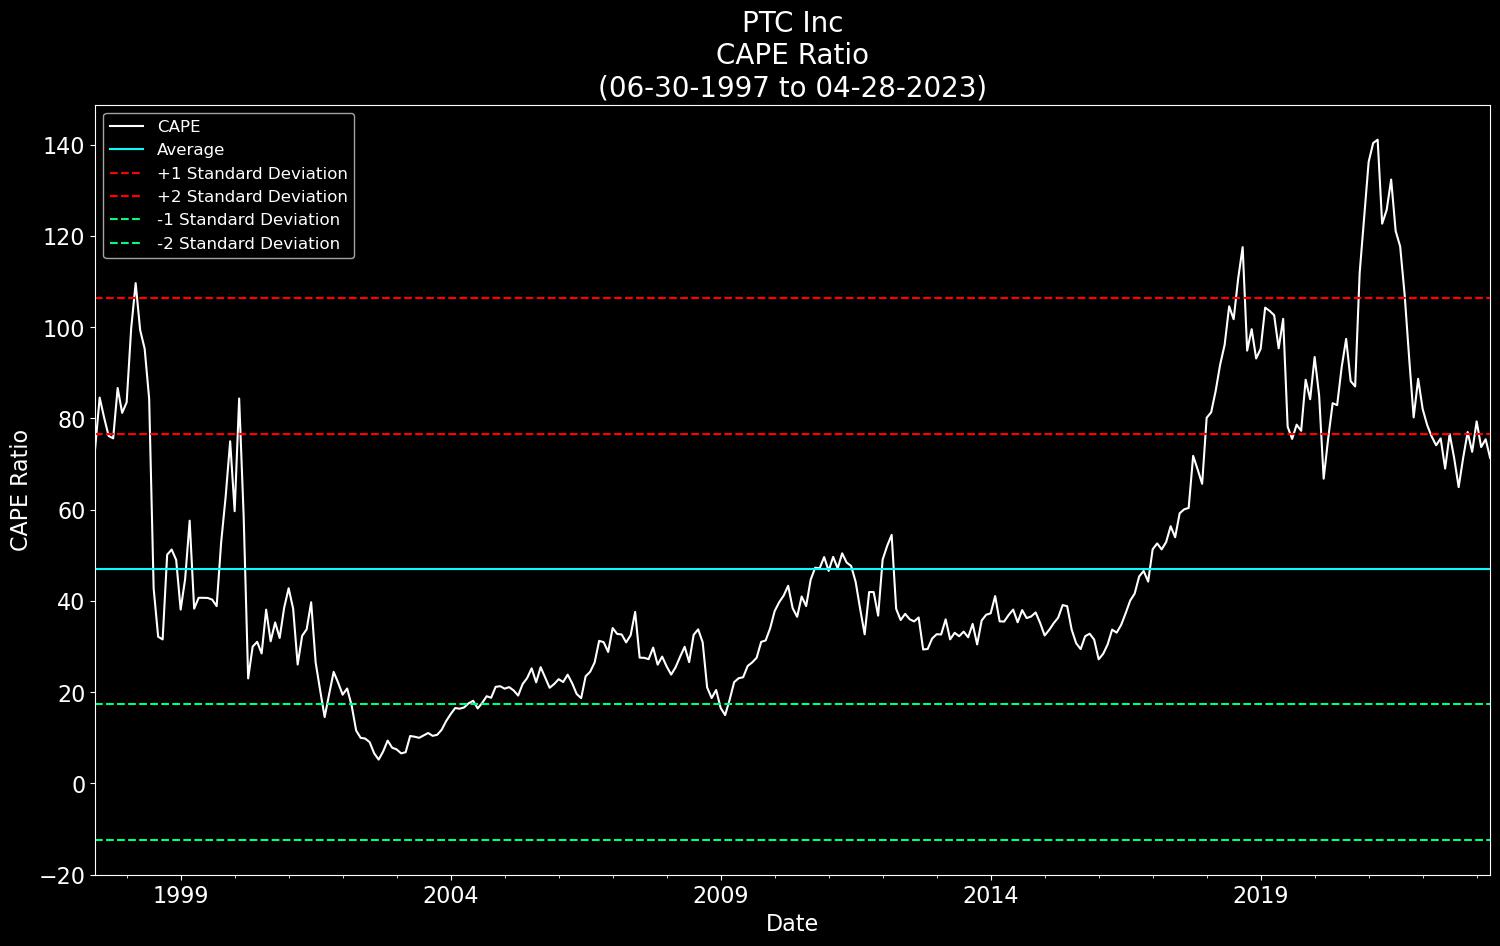 PTC Inc
CAPE Ratio
(06-30-1997 to 04-28-2023)
CAPE
Average
+1 Standard Deviation
+2 Standard Deviation
-1 Standard Deviation
-2 Standard Deviation
140
120
100
80
60
40
20
0
−20
CAPE Ratio
1999 2004 2009 2014 2019
Date